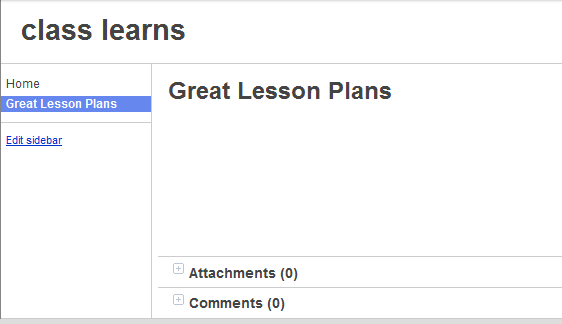 class learns
Home
Great Lesson Plans
Edit sidebar
Great Lesson Plans
Attachments (0)
Comments (0)